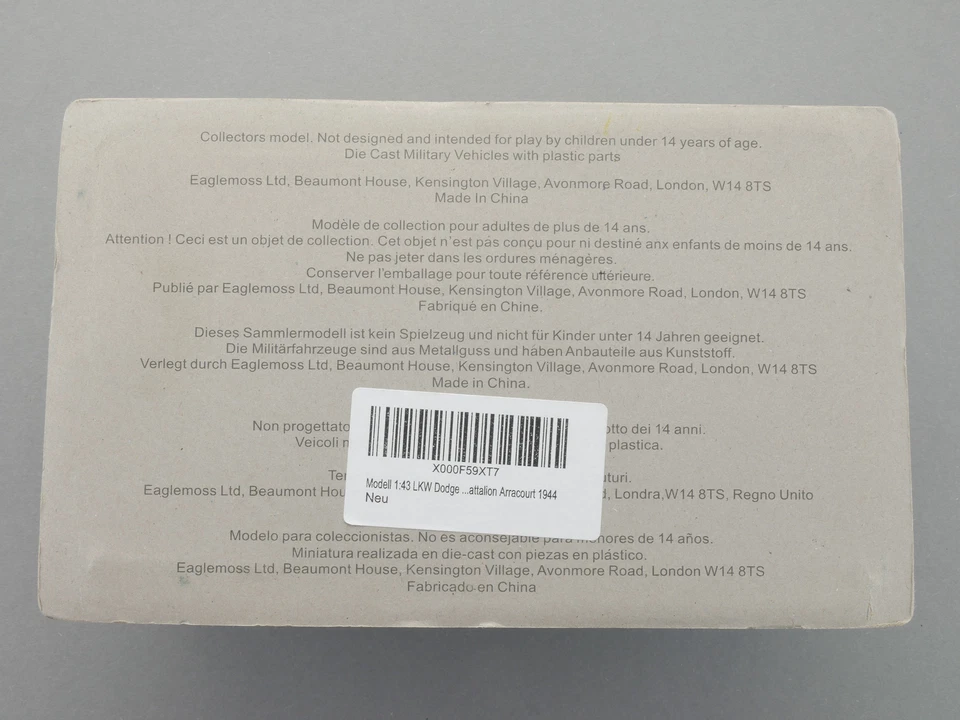 Collectors model. Not designed and intended for play by children under 14 years of age.
Die Cast Military Vehicles with plastic parts
Eaglemoss Ltd, Beaumont House, Kensington Village, Avonmore Road, London, W14 8TS
Made In China
Modèle de collection pour adultes de plus de 14 ans.
Attention ! Ceci est un objet de collection. Cet objet n'est pas conçu pour ni destiné anx enfants de moins de 14 ans.
Ne pas jeter dans les ordures ménagères.
Conserver l'emballage pour toute référence ultérieure.
Publié par Eaglemoss Ltd, Beaumont House, Kensington Village, Avonmore Road, London, W14 8TS
Fabriqué en Chine.
Dieses Sammlermodell ist kein Spielzeug und nicht für Kinder unter 14 Jahren geeignet.
Die Militärfahrzeuge sind aus Metallguss und haben Anbauteile aus Kunststoff.
Verlegt durch Eaglemoss Ltd, Beaumont House, Kensington Village, Avonmore Road, London, W14 8TS
Made in China.
Non progettato dei 14 anni.
Veicoli plastica.
Eaglemoss Ltd, Londra,W14 8TS, Regno Unito
X000F59XT7
Modell 1:43 LKW Dodge ...attalion Arracourt 1944
Neu
Modelo para coleccionistas. No es aconsejable para menores de 14 años.
Miniatura realizada en die-cast con piezas en plástico.
Eaglemoss Ltd, Beaumont House, Kensington Village, Avonmore Road, London W14 8TS
Fabricado en China